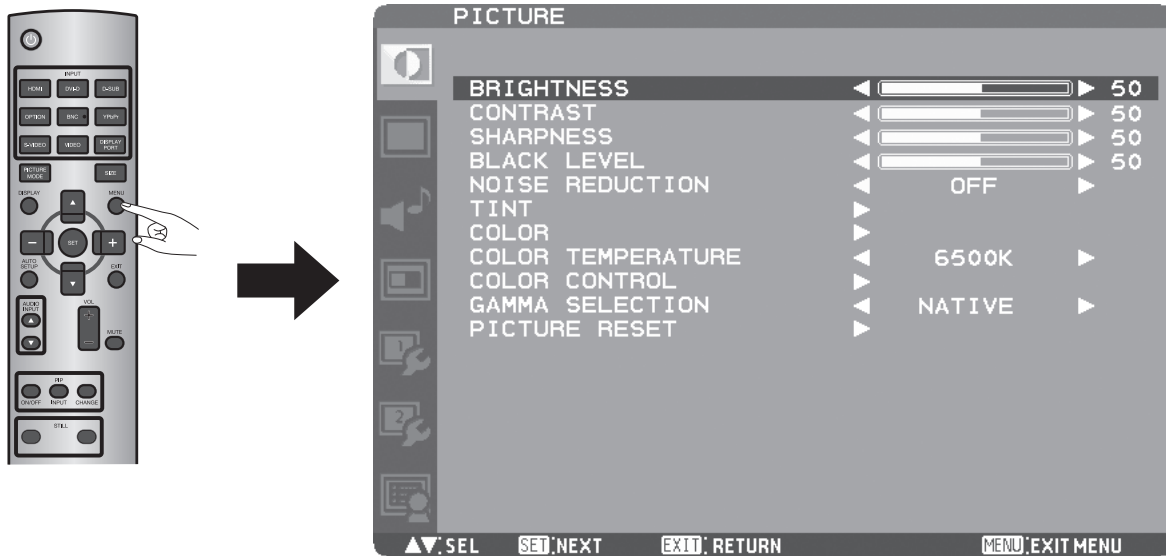 INPUT
HDMI DVI-D D-SUB
OPTION BNC YPbPr
S-VIDEO VIDEO DISPLAY PORT
PICTURE MODE SIZE
DISPLAY MENU
SET
AUTO SETUP EXIT
AUDIO INPUT VOL
MUTE
PIP
ON/OFF INPUT CHANGE
STILL
PICTURE
BRIGHTNESS 50
CONTRAST 50
SHARPNESS 50
BLACK LEVEL 50
NOISE REDUCTION OFF
TINT
COLOR
COLOR TEMPERATURE 6500K
COLOR CONTROL
GAMMA SELECTION NATIVE
PICTURE RESET
1
2
▲▼:SEL SET:NEXT EXIT: RETURN MENU:EXIT MENU